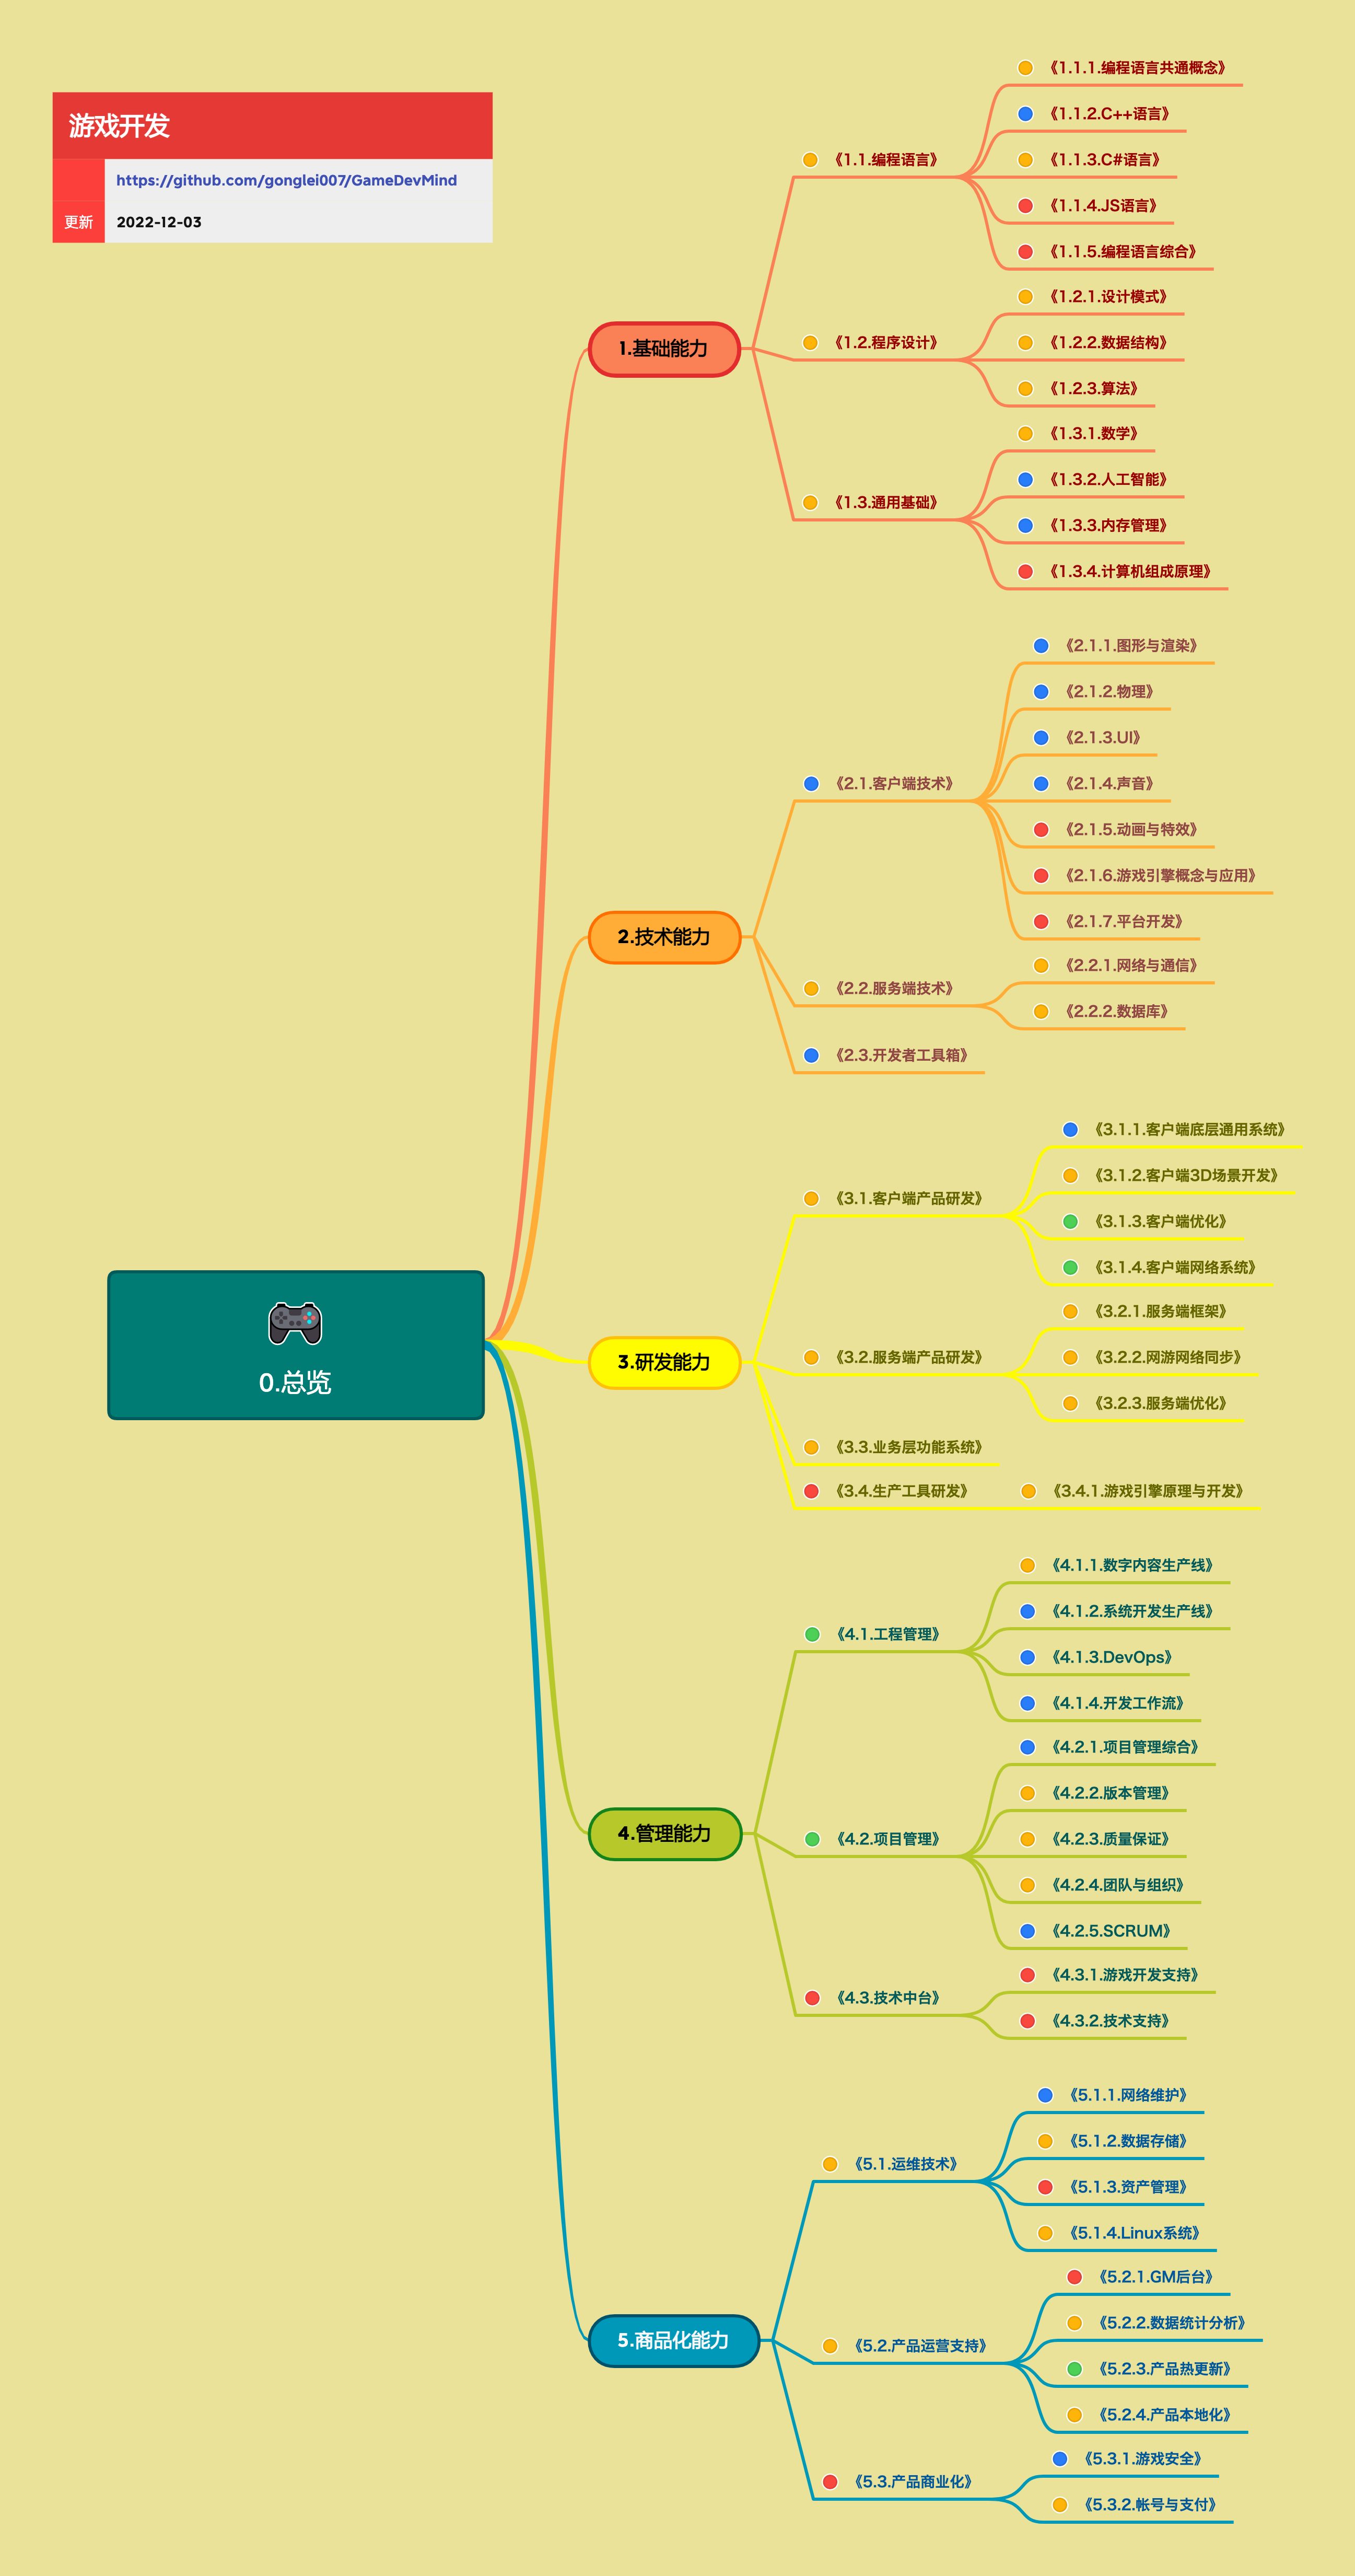 游戏开发
https://github.com/gonglei007/GameDevMind
更新 2022-12-03
0.总览
1.基础能力
《1.1.编程语言》
《1.1.1.编程语言共通概念》
《1.1.2.C++语言》
《1.1.3.C#语言》
《1.1.4.JS语言》
《1.1.5.编程语言综合》
《1.2.程序设计》
《1.2.1.设计模式》
《1.2.2.数据结构》
《1.2.3.算法》
《1.3.通用基础》
《1.3.1.数学》
《1.3.2.人工智能》
《1.3.3.内存管理》
《1.3.4.计算机组成原理》
2.技术能力
《2.1.客户端技术》
《2.1.1.图形与渲染》
《2.1.2.物理》
《2.1.3.UI》
《2.1.4.声音》
《2.1.5.动画与特效》
《2.1.6.游戏引擎概念与应用》
《2.1.7.平台开发》
《2.2.服务端技术》
《2.2.1.网络与通信》
《2.2.2.数据库》
《2.3.开发者工具箱》
3.研发能力
《3.1.客户端产品研发》
《3.1.1.客户端底层通用系统》
《3.1.2.客户端3D场景开发》
《3.1.3.客户端优化》
《3.1.4.客户端网络系统》
《3.2.服务端产品研发》
《3.2.1.服务端框架》
《3.2.2.网游网络同步》
《3.2.3.服务端优化》
《3.3.业务层功能系统》
《3.4.生产工具研发》
《3.4.1.游戏引擎原理与开发》
4.管理能力
《4.1.工程管理》
《4.1.1.数字内容生产线》
《4.1.2.系统开发生产线》
《4.1.3.DevOps》
《4.1.4.开发工作流》
《4.2.项目管理》
《4.2.1.项目管理综合》
《4.2.2.版本管理》
《4.2.3.质量保证》
《4.2.4.团队与组织》
《4.2.5.SCRUM》
《4.3.技术中台》
《4.3.1.游戏开发支持》
《4.3.2.技术支持》
5.商品化能力
《5.1.运维技术》
《5.1.1.网络维护》
《5.1.2.数据存储》
《5.1.3.资产管理》
《5.1.4.Linux系统》
《5.2.产品运营支持》
《5.2.1.GM后台》
《5.2.2.数据统计分析》
《5.2.3.产品热更新》
《5.2.4.产品本地化》
《5.3.产品商业化》
《5.3.1.游戏安全》
《5.3.2.帐号与支付》